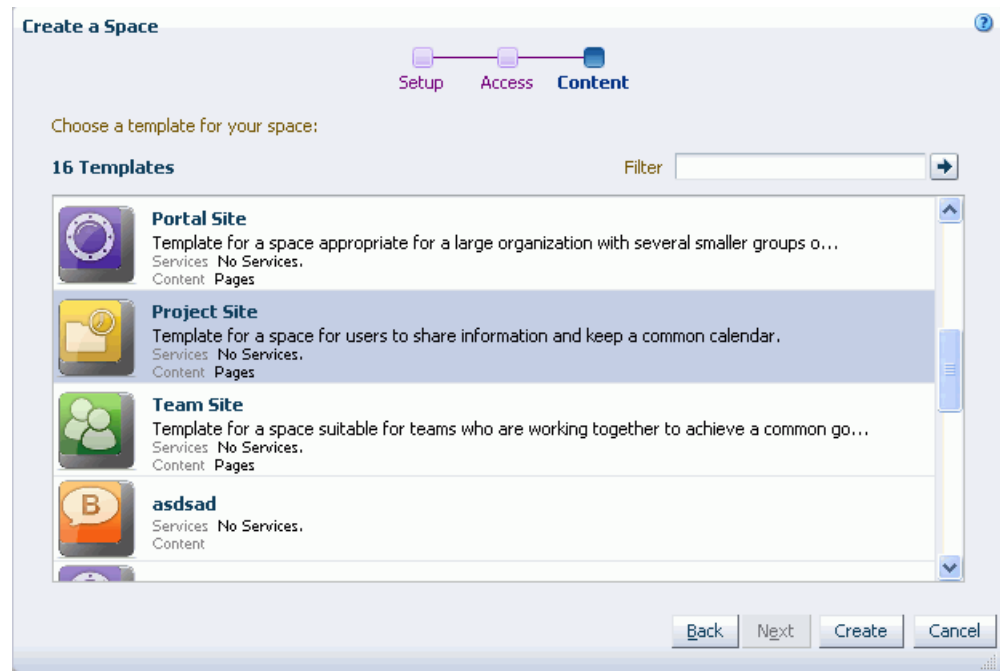 Create a Space
Setup Access Content
Choose a template for your space:
16 Templates Filter
Portal Site
Template for a space appropriate for a large organization with several smaller groups o...
Services No Services.
Content Pages
Project Site
Template for a space for users to share information and keep a common calendar.
Services No Services.
Content Pages
Team Site
Template for a space suitable for teams who are working together to achieve a common go...
Services No Services.
Content Pages
B
asdsad
Services No Services.
Content
Back Next Create Cancel